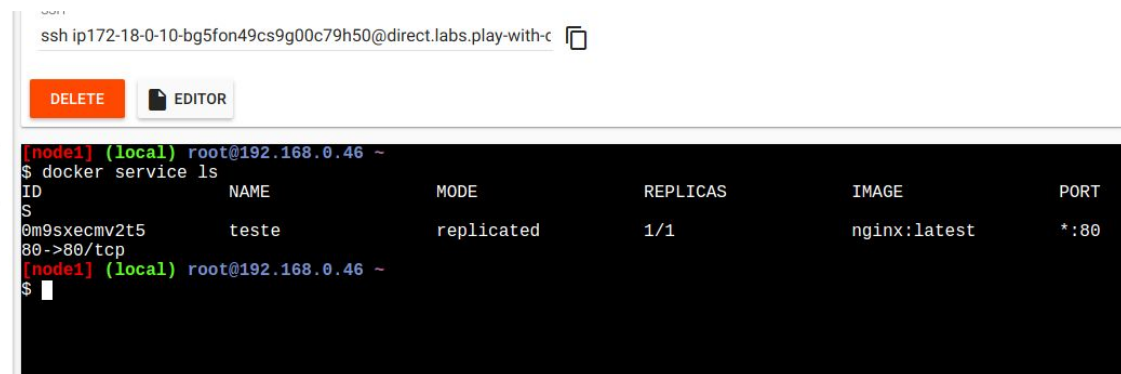 ssh ip172-18-0-10-bg5fon49cs9g00c79h50@direct.labs.play-with-c
DELETE
EDITOR
[node1] (local) root@192.168.0.46 ~
$ docker service ls
ID NAME MODE REPLICAS IMAGE PORT
S
0m9sxecmv2t5 teste replicated 1/1 nginx:latest *:80
80->80/tcp
[node1] (local) root@192.168.0.46 ~
$